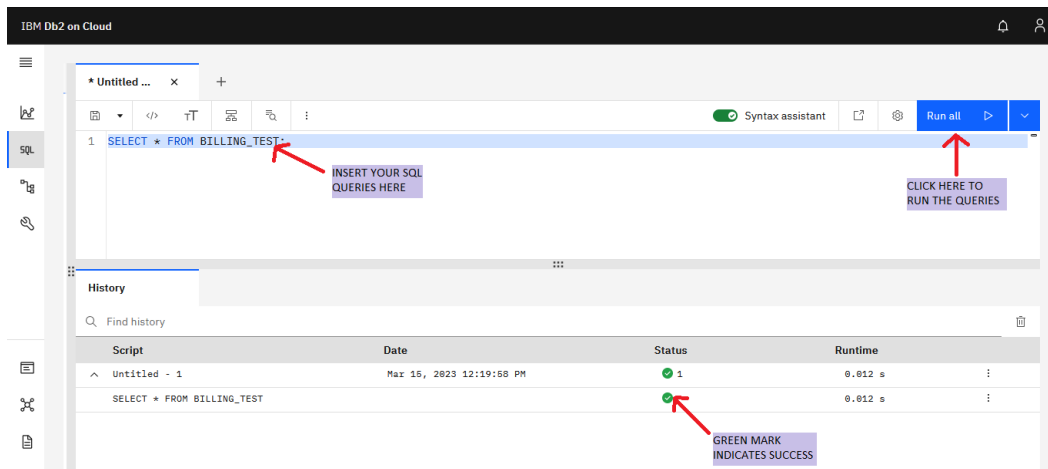 IBM Db2 on Cloud
* Untitled ...
Syntax assistant
Run all
1 SELECT * FROM BILLING_TEST;
SQL
INSERT YOUR SQL
QUERIES HERE
CLICK HERE TO
RUN THE QUERIES
History
Find history
Script Date Status Runtime
Untitled - 1 Mar 15, 2023 12:19:58 PM 1 0.012 s
SELECT * FROM BILLING_TEST 0.012 s
GREEN MARK
INDICATES SUCCESS